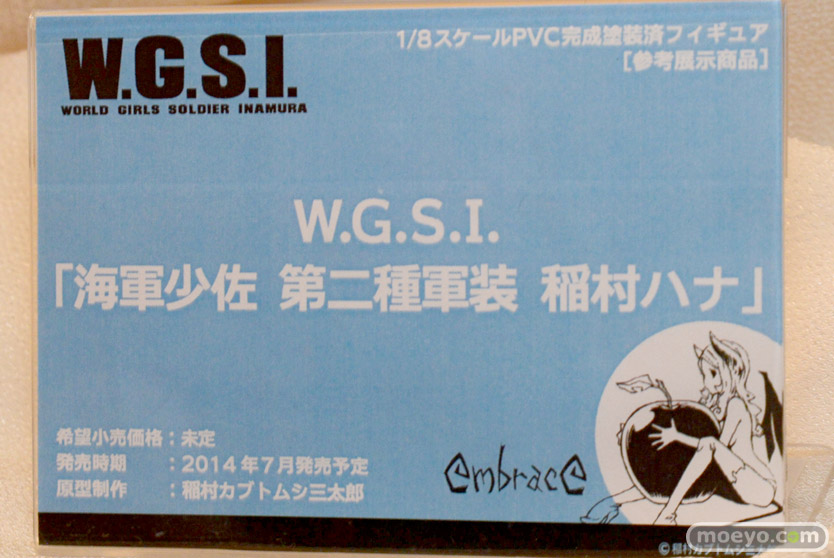 W.G.S.I.
WORLD GIRLS SOLDIER INAMURA
1/8スケールPVC完成塗装済フィギュア
[参考展示商品]
W.G.S.I.
「海軍少佐 第二種軍装 稲村ハナ」
希望小売価格：未定
発売時期　：2014年7月発売予定
原型制作　：稲村カブトムシ三太郎
embrace
moeyo.com